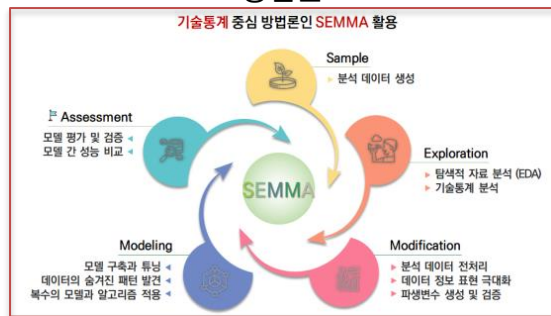 기술통계 중심 방법론인 SEMMA 활용
Sample
▸ 분석 데이터 생성
Assessment
모델 평가 및 검증 ◂
모델 간 성능 비교 ◂
SEMMA
Exploration
▸ 탐색적 자료 분석 (EDA)
▸ 기술통계 분석
Modeling
모델 구축과 튜닝 ◂
데이터의 숨겨진 패턴 발견 ◂
복수의 모델과 알고리즘 적용 ◂
Modification
▸ 분석 데이터 전처리
▸ 데이터 정보 표현 극대화
▸ 파생변수 생성 및 검증